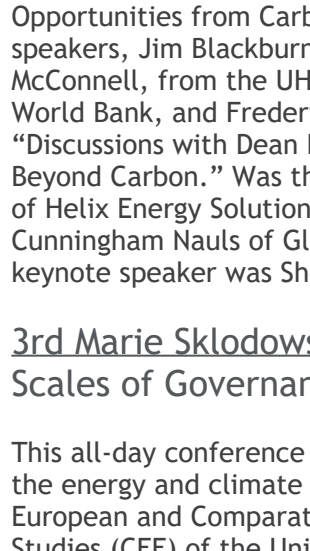 Opportunities from Carb
speakers, Jim Blackburn
McConnell, from the UH
World Bank, and Freder
“Discussions with Dean
Beyond Carbon.” Was th
of Helix Energy Solution
Cunningham Nauls of Gl
keynote speaker was Sh
3rd Marie Sklodows
Scales of Governan
This all-day conference
the energy and climate
European and Comparat
Studies (CEE) of the Uni